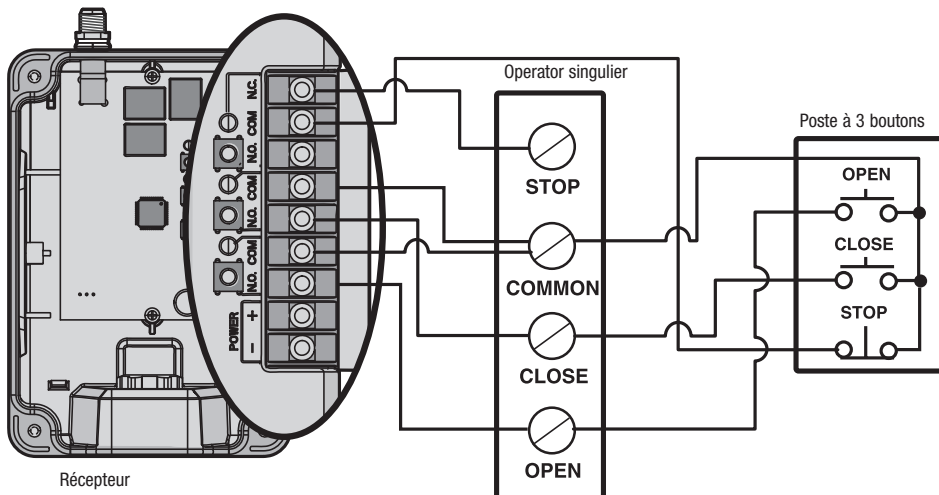 Operator singulier
Poste à 3 boutons
N.C.
COM
N.O.
COM
N.O.
COM
N.O.
+
-
POWER
STOP
COMMON
CLOSE
OPEN
OPEN
CLOSE
STOP
Récepteur